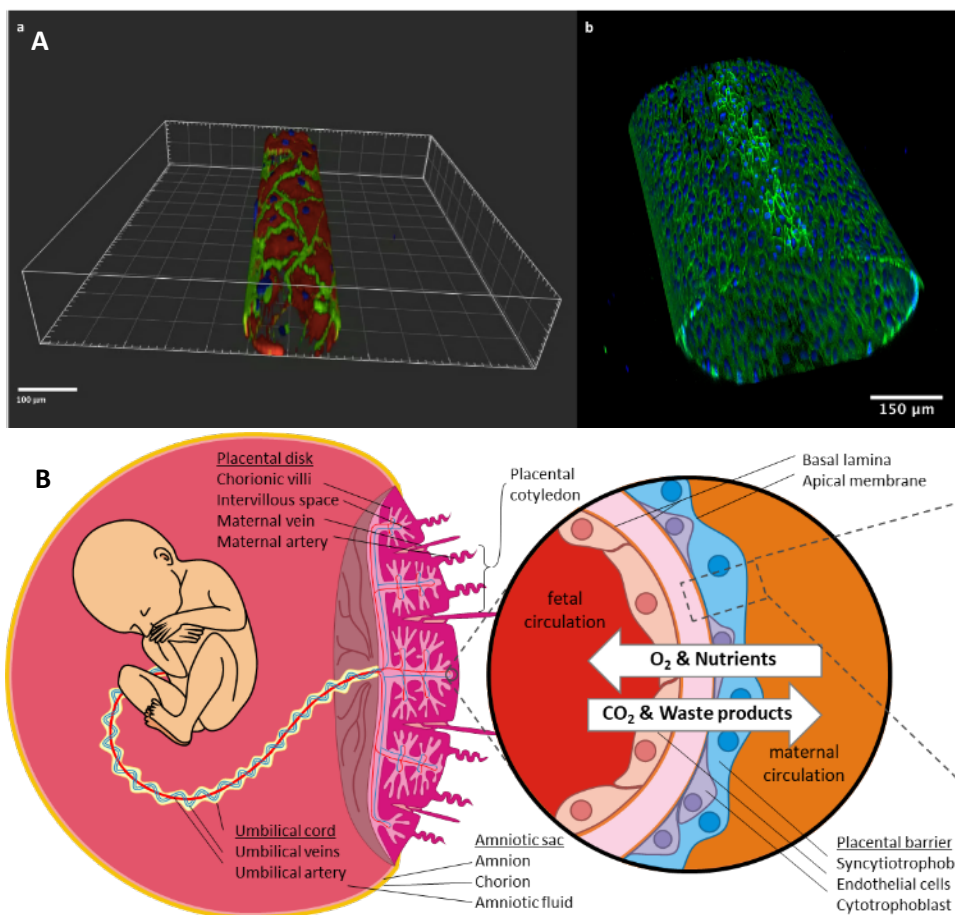 a
A
100 µm
b
150 µm
B
Placental disk
Chorionic villi
Intervillous space
Maternal vein
Maternal artery
Placental
cotyledon
Umbilical cord
Umbilical veins
Umbilical artery
Amniotic sac
Amnion
Chorion
Amniotic fluid
Basal lamina
Apical membrane
fetal
circulation
O₂ & Nutrients
CO₂ & Waste products
maternal
circulation
Placental barrier
Syncytiotrophob
Endothelial cells
Cytotrophoblast